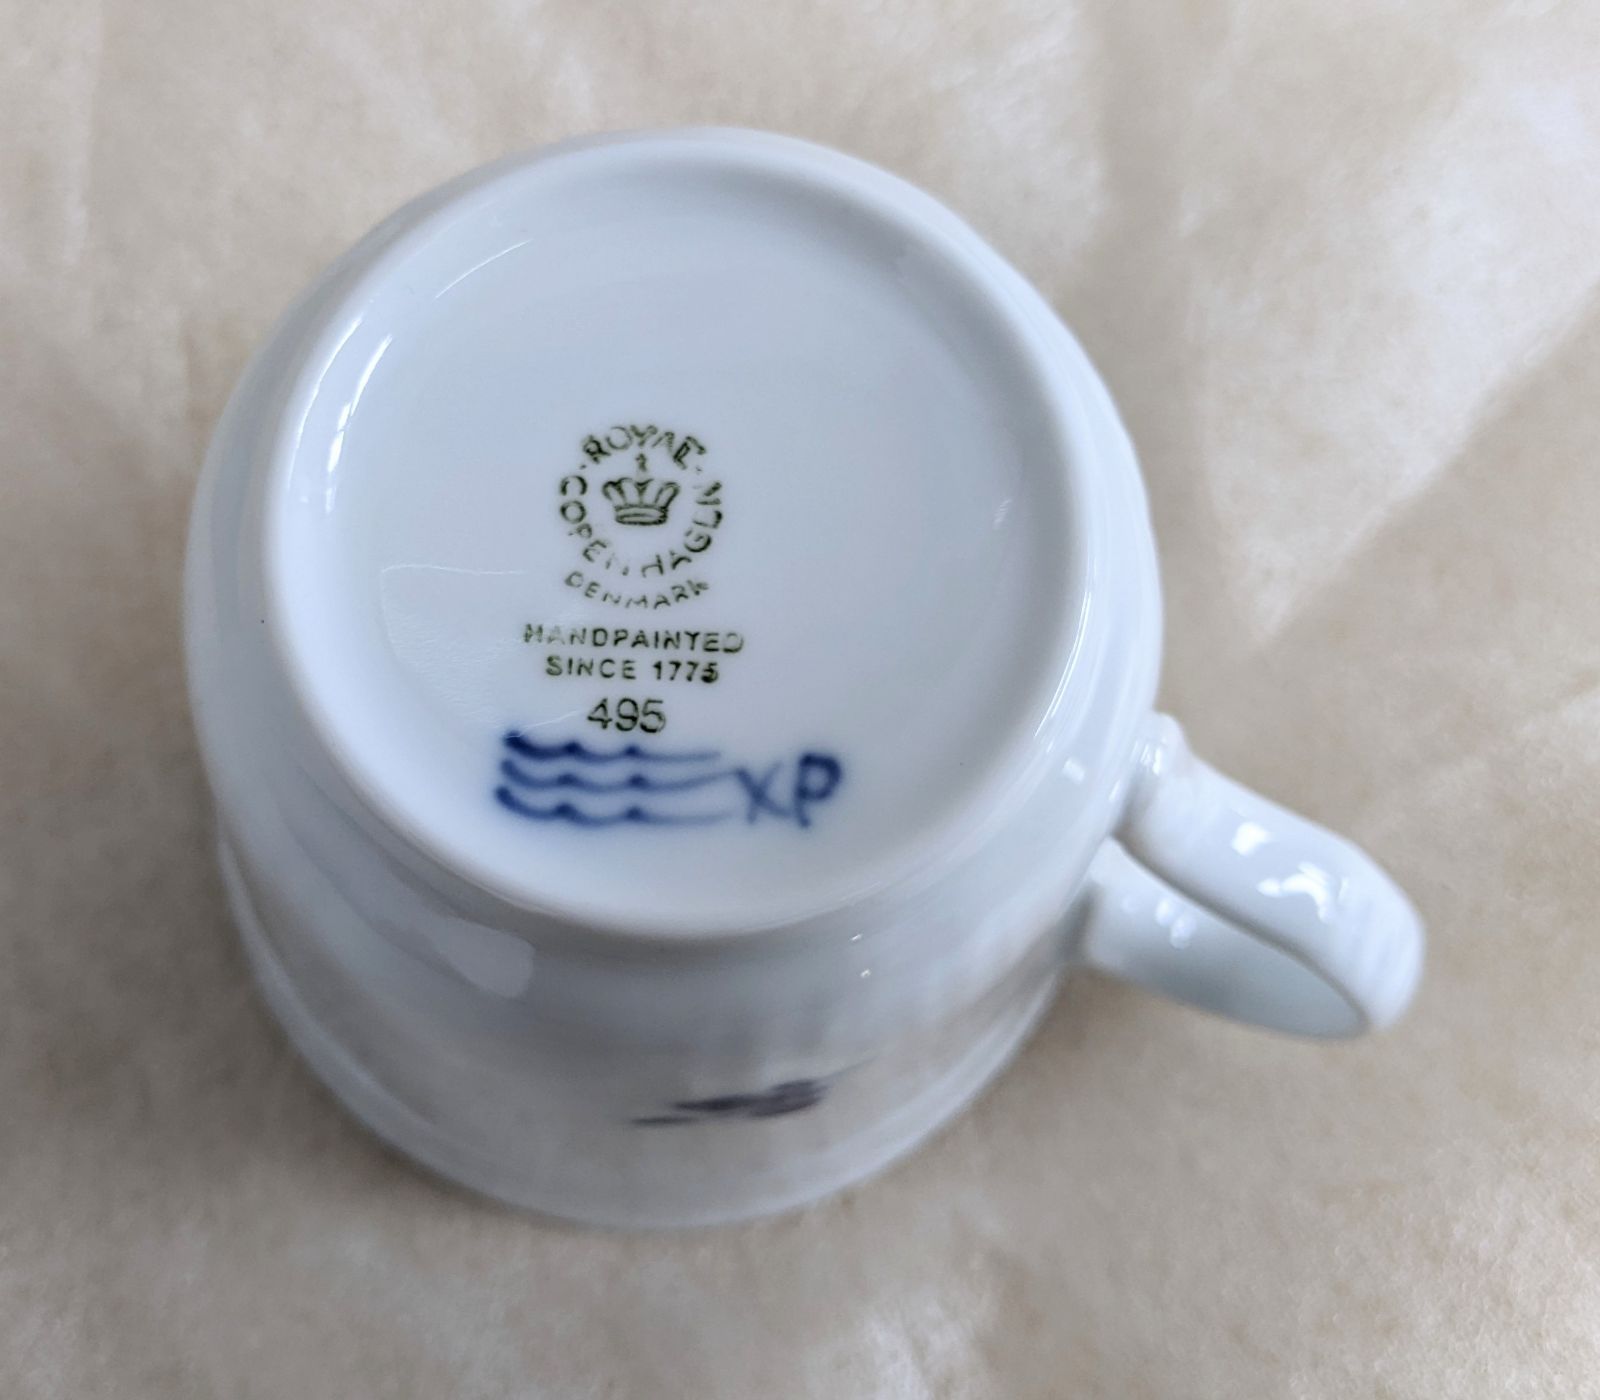 ROYAL
COPENHAGEN
DENMARK
HANDPAINTED
SINCE 1775
495
XP